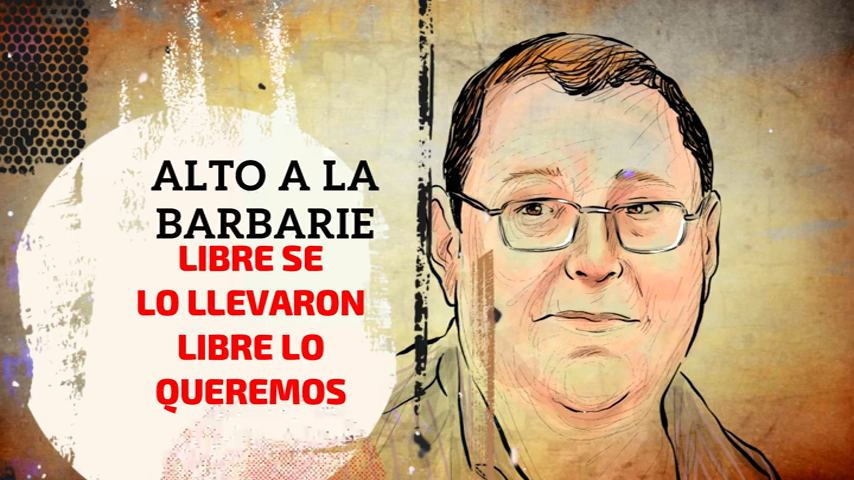 ALTO A LA
BARBARIE
LIBRE SE
LO LLEVARON
LIBRE LO
QUEREMOS